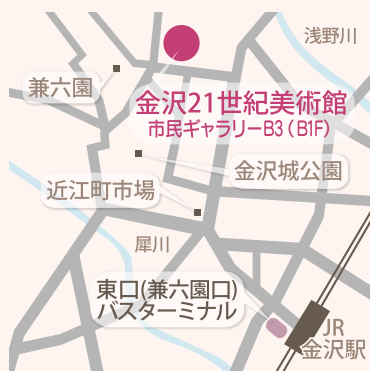 浅野川
兼六園
金沢21世紀美術館
市民ギャラリーB3（B1F）
金沢城公園
近江町市場
犀川
東口(兼六園口)
バスターミナル
JR
金沢駅